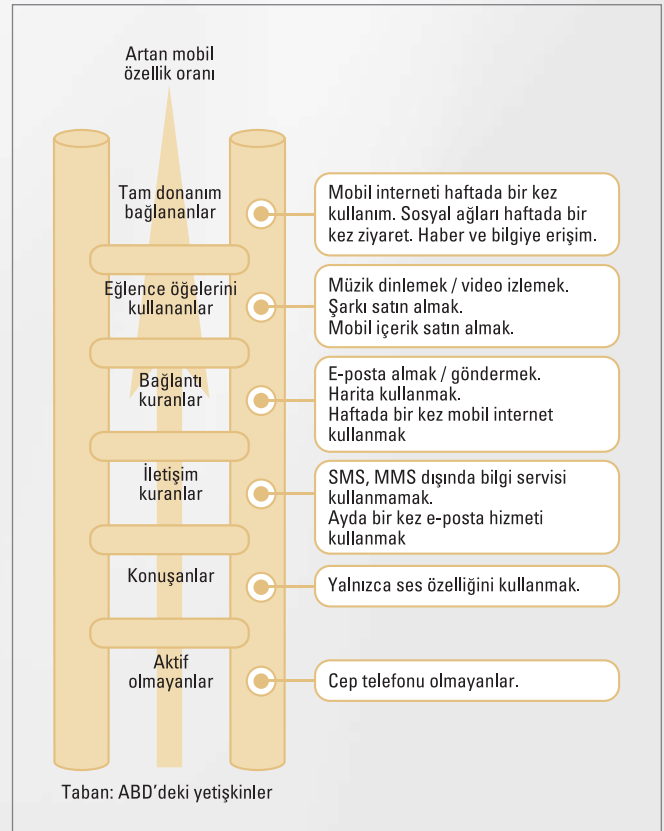 Artan mobil
özellik oranı
Tam donanım
bağlananlar
Mobil interneti haftada bir kez
kullanım. Sosyal ağları haftada bir
kez ziyaret. Haber ve bilgiye erişim.
Eğlence öğelerini
kullananlar
Müzik dinlemek / video izlemek.
Şarkı satın almak.
Mobil içerik satın almak.
Bağlantı
kuranlar
E-posta almak / göndermek.
Harita kullanmak.
Haftada bir kez mobil internet
kullanmak
İletişim
kuranlar
SMS, MMS dışında bilgi servisi
kullanmamak.
Ayda bir kez e-posta hizmeti
kullanmak
Konuşanlar
Yalnızca ses özelliğini kullanmak.
Aktif
olmayanlar
Cep telefonu olmayanlar.
Taban: ABD'deki yetişkinler